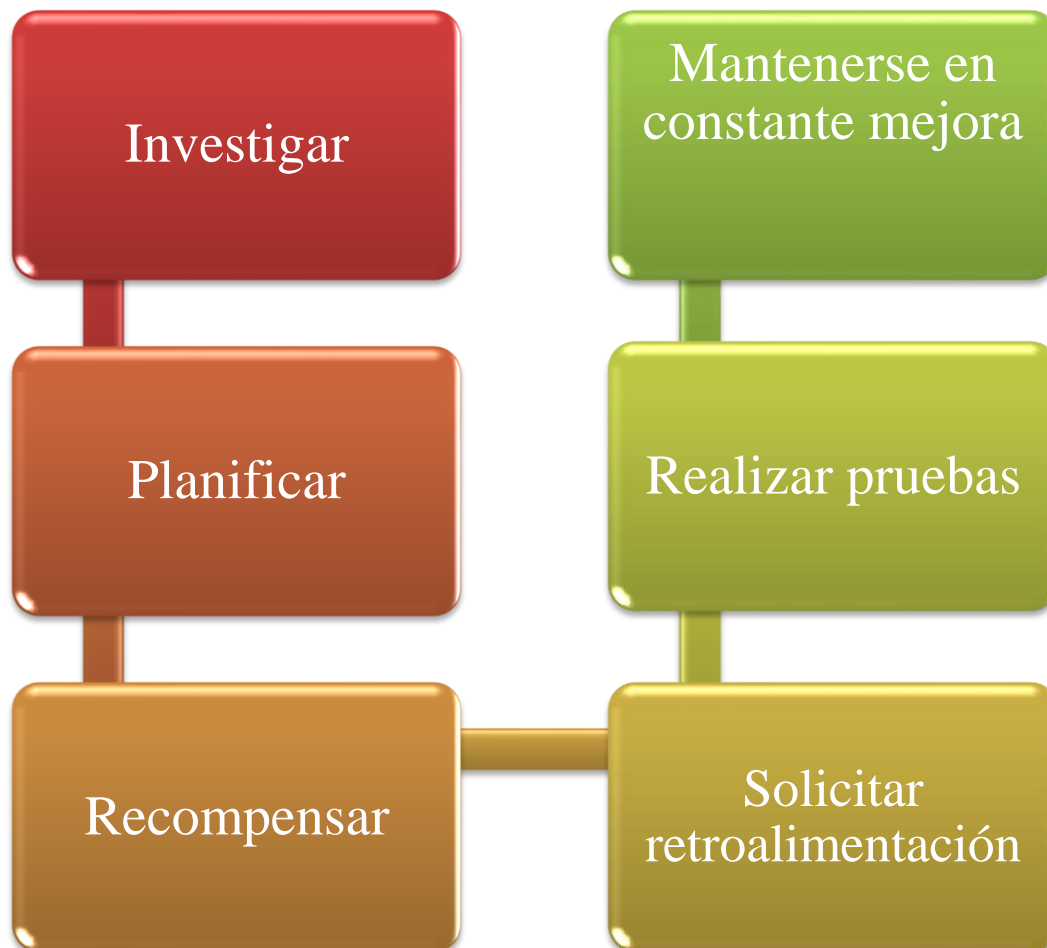 Investigar
Planificar
Recompensar
Solicitar
retroalimentación
Realizar pruebas
Mantenerse en
constante mejora